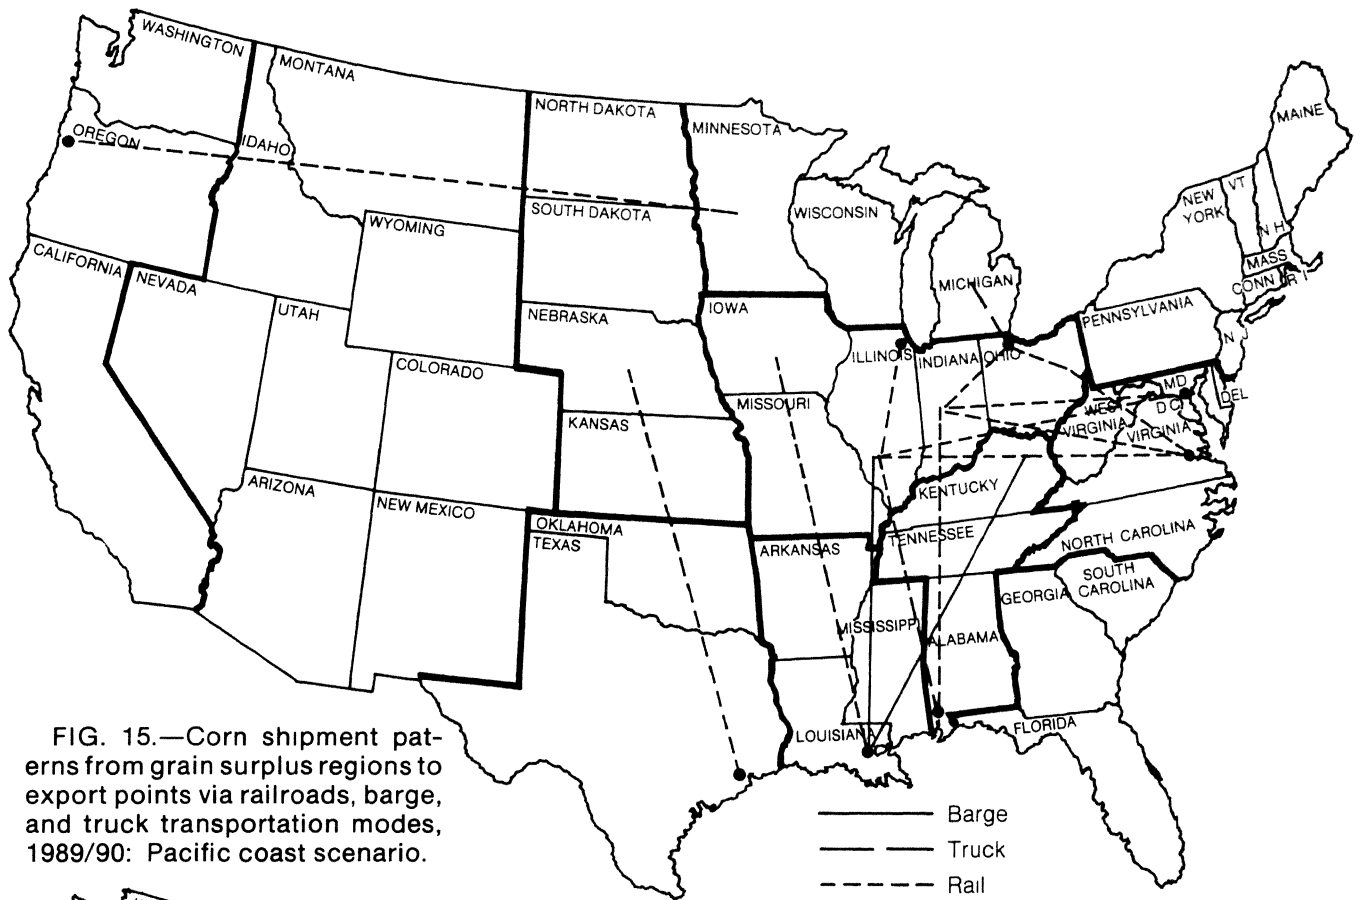 WASHINGTON
MONTANA
NORTH DAKOTA
MINNESOTA
MAINE
OREGON
IDAHO
VT
NEW
YORK
N H
WISCONSIN
SOUTH DAKOTA
WYOMING
CALIFORNIA
NEVADA
MASS
CONN
R I
MICHIGAN
UTAH
NEBRASKA
IOWA
PENNSYLVANIA
N J
ILLINOIS
INDIANA
OHIO
COLORADO
MD
DEL
MISSOURI
WEST
VIRGINIA
D C
VIRGINIA
KANSAS
ARIZONA
NEW MEXICO
KENTUCKY
OKLAHOMA
TEXAS
ARKANSAS
TENNESSEE
NORTH CAROLINA
SOUTH
CAROLINA
GEORGIA
MISSISSIPPI
ALABAMA
LOUISIANA
FLORIDA
FIG. 15.—Corn shipment pat-
erns from grain surplus regions to
export points via railroads, barge,
and truck transportation modes,
1989/90: Pacific coast scenario.
Barge
Truck
Rail